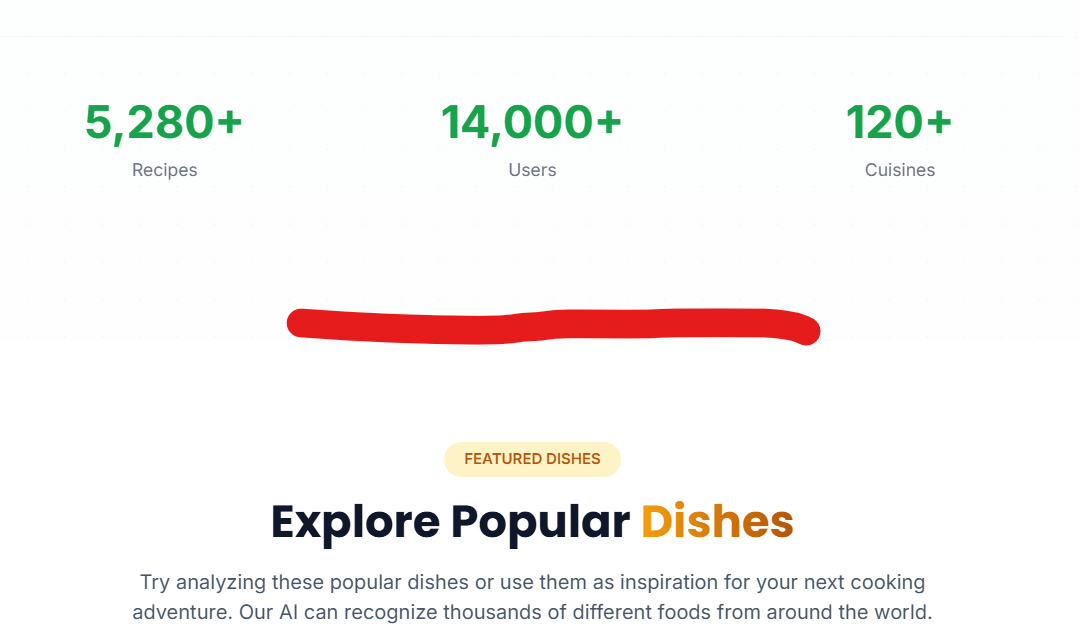 5,280+
14,000+
120+
Recipes
Users
Cuisines
FEATURED DISHES
Explore Popular Dishes
Try analyzing these popular dishes or use them as inspiration for your next cooking
adventure. Our AI can recognize thousands of different foods from around the world.